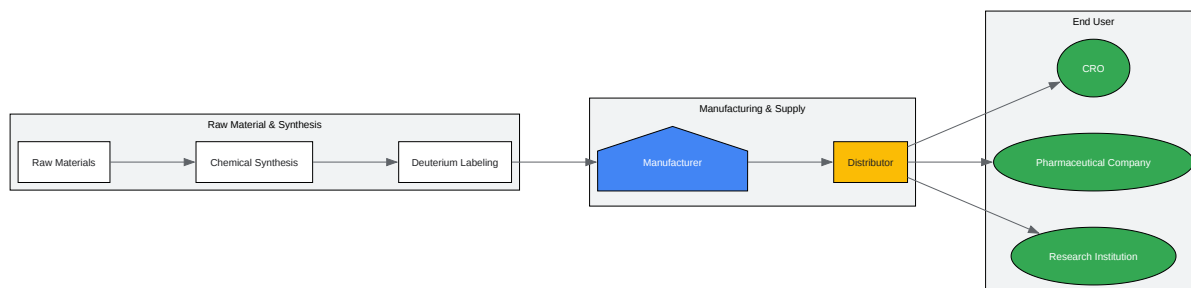 Raw Material & Synthesis
Raw Materials
Chemical Synthesis
Deuterium Labeling
Manufacturing & Supply
Manufacturer
Distributor
End User
CRO
Pharmaceutical Company
Research Institution